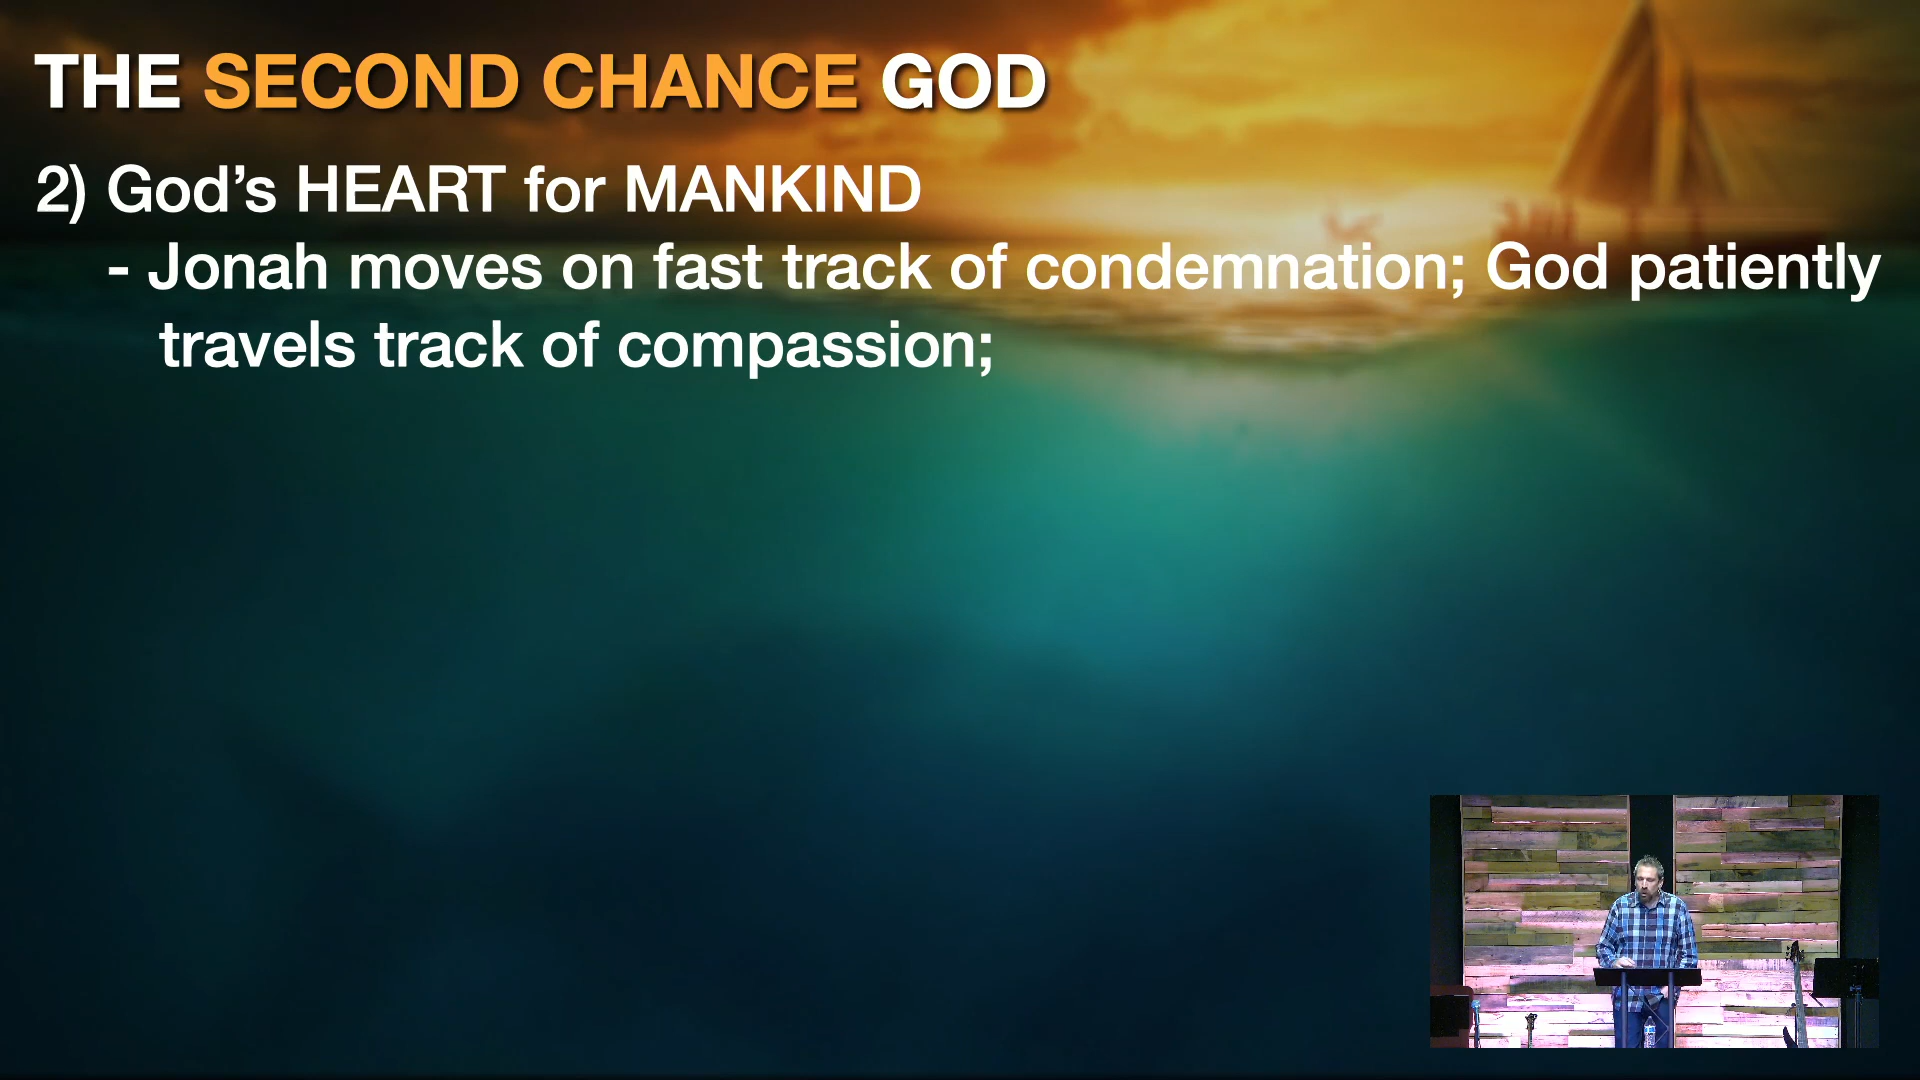 THE SECOND CHANCE GOD
2) God’s HEART for MANKIND
- Jonah moves on fast track of condemnation; God patiently
travels track of compassion;